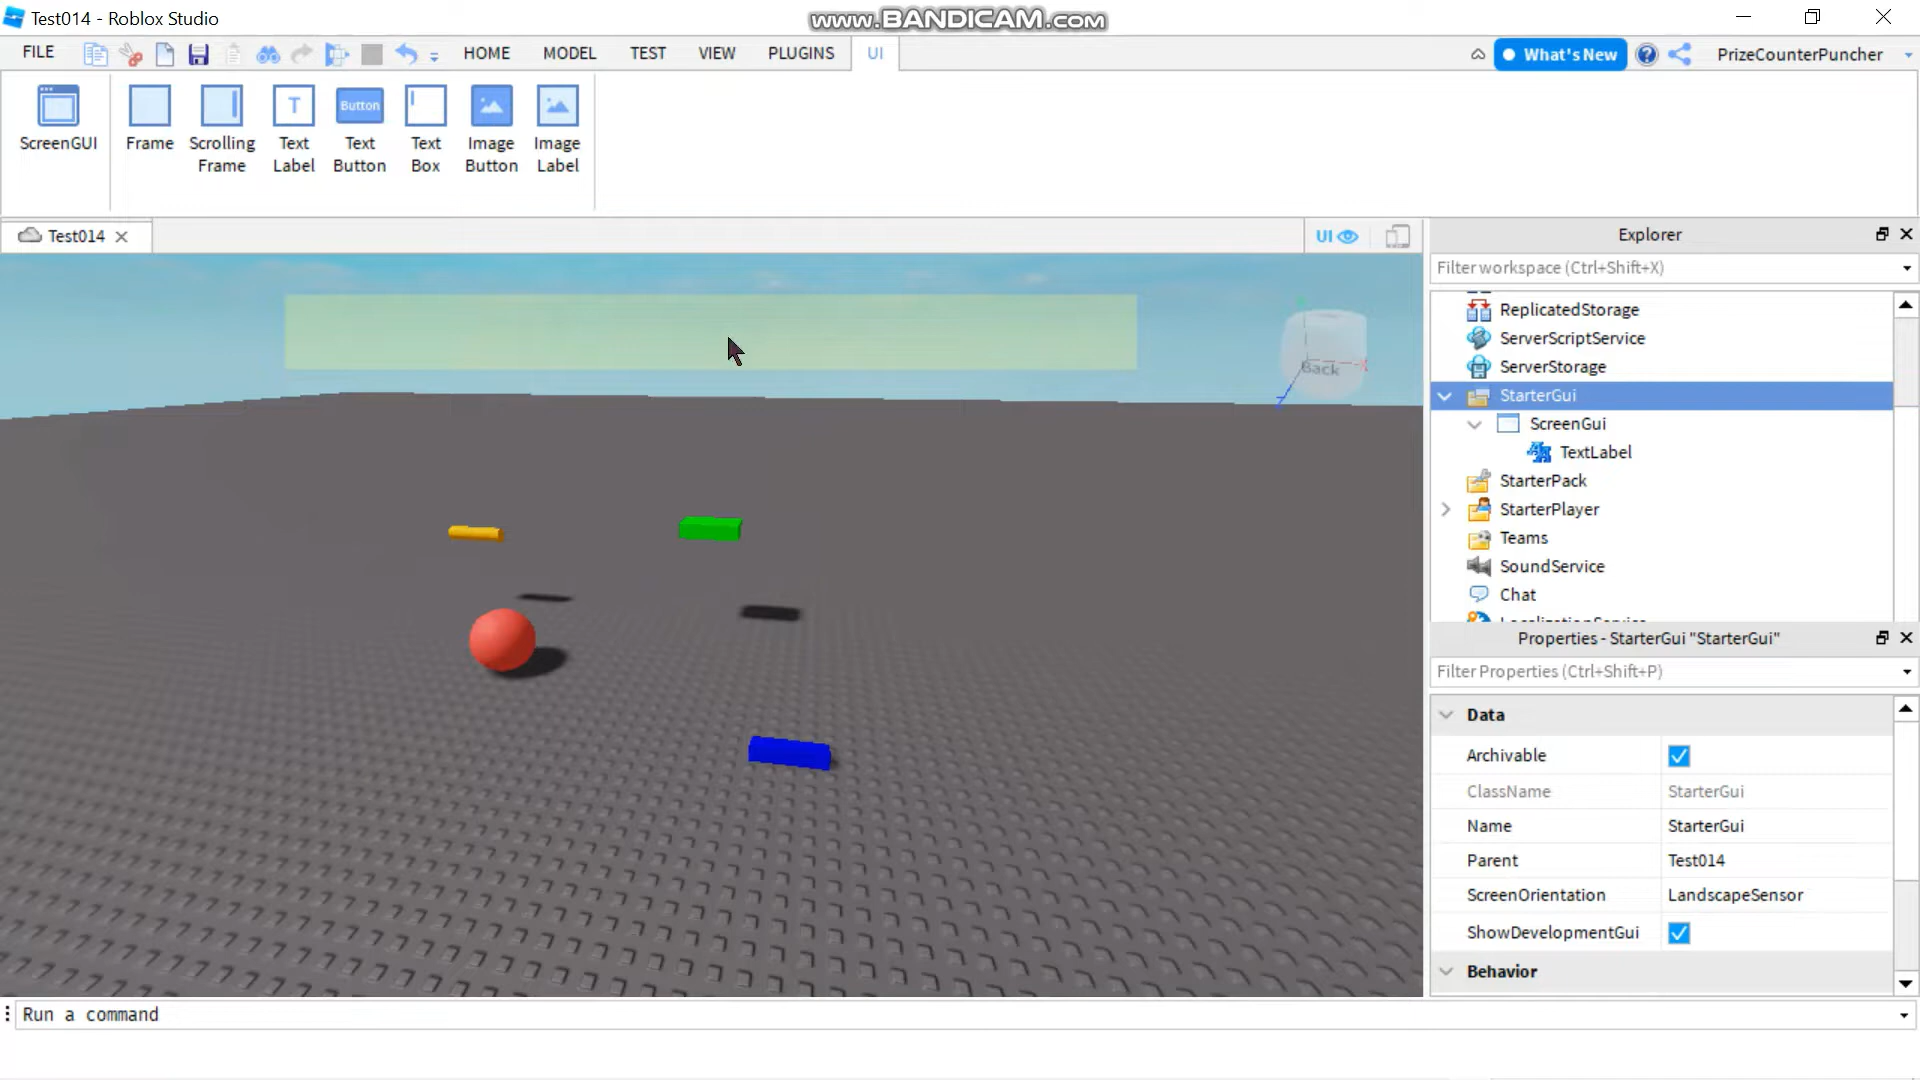 Test014 - Roblox Studio
www.BANDICAM.com
FILE
HOME
MODEL
TEST
VIEW
PLUGINS
UI
What's New
PrizeCounterPuncher
ScreenGUI
Frame
Scrolling
Frame
T
Text
Label
Button
Text
Button
Text
Box
Image
Button
Image
Label
Test014
UI
Explorer
Filter workspace (Ctrl+Shift+X)
ReplicatedStorage
ServerScriptService
ServerStorage
StarterGui
ScreenGui
TextLabel
StarterPack
StarterPlayer
Teams
SoundService
Chat
Back
Properties - StarterGui "StarterGui"
Filter Properties (Ctrl+Shift+P)
Data
Archivable
ClassName StarterGui
Name StarterGui
Parent Test014
ScreenOrientation LandscapeSensor
ShowDevelopmentGui
Behavior
Run a command